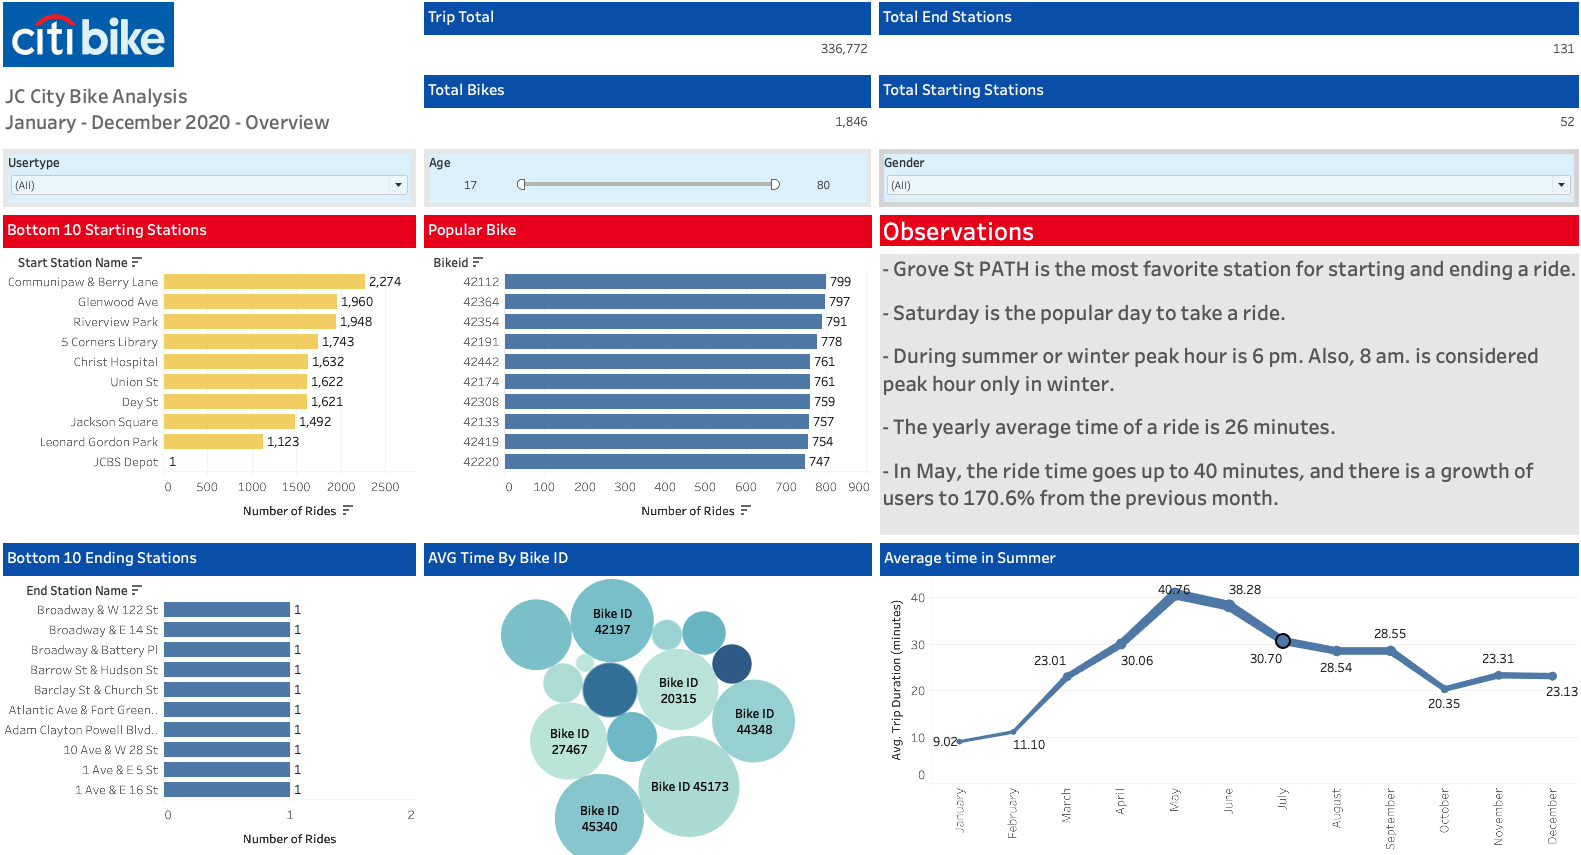 citi bike
JC City Bike Analysis
January - December 2020 - Overview
Trip Total
336,772
Total End Stations
131
Total Bikes
1,846
Total Starting Stations
52
Usertype
(All)
Age
17
80
Gender
(All)
Bottom 10 Starting Stations
Start Station Name
Communipaw & Berry Lane 2,274
Glenwood Ave 1,960
Riverview Park 1,948
5 Corners Library 1,743
Christ Hospital 1,632
Union St 1,622
Dey St 1,621
Jackson Square 1,492
Leonard Gordon Park 1,123
JCBS Depot 1
0 500 1000 1500 2000 2500
Number of Rides
Popular Bike
Bikeid
42112 799
42364 797
42354 791
42191 778
42442 761
42174 761
42308 759
42133 757
42419 754
42220 747
0 100 200 300 400 500 600 700 800 900
Number of Rides
Observations
- Grove St PATH is the most favorite station for starting and ending a ride.
- Saturday is the popular day to take a ride.
- During summer or winter peak hour is 6 pm. Also, 8 am. is considered
peak hour only in winter.
- The yearly average time of a ride is 26 minutes.
- In May, the ride time goes up to 40 minutes, and there is a growth of
users to 170.6% from the previous month.
Bottom 10 Ending Stations
End Station Name
Broadway & W 122 St 1
Broadway & E 14 St 1
Broadway & Battery Pl 1
Barrow St & Hudson St 1
Barclay St & Church St 1
Atlantic Ave & Fort Green.. 1
Adam Clayton Powell Blvd.. 1
10 Ave & W 28 St 1
1 Ave & E 5 St 1
1 Ave & E 16 St 1
0 1 2
Number of Rides
AVG Time By Bike ID
Bike ID
42197
Bike ID
20315
Bike ID
44348
Bike ID
27467
Bike ID 45173
Bike ID
45340
Average time in Summer
Avg. Trip Duration (minutes)
40
30
20
10
0
9.02
11.10
23.01
30.06
40.76
38.28
30.70
28.54
28.55
20.35
23.31
23.13
January
February
March
April
May
June
July
August
September
October
November
December